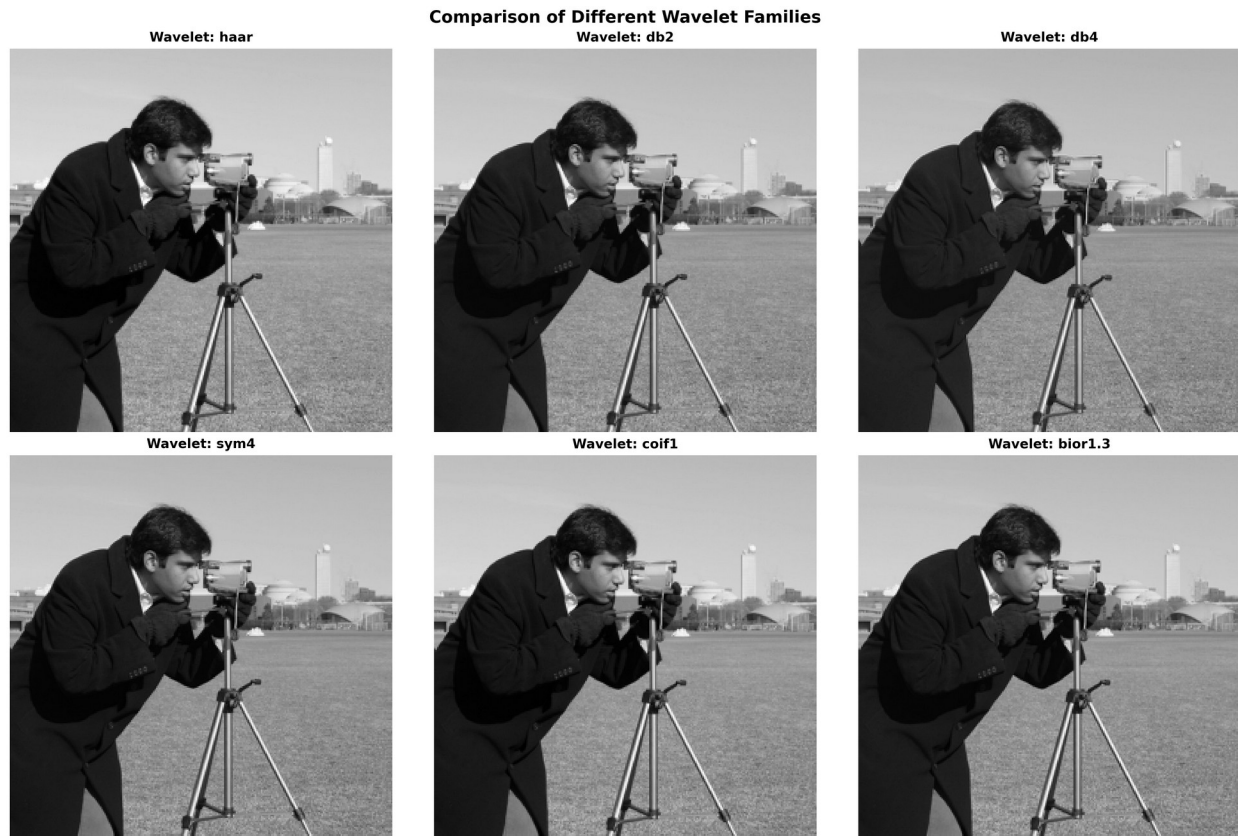 Comparison of Different Wavelet Families
Wavelet: haar
Wavelet: db2
Wavelet: db4
Wavelet: sym4
Wavelet: coif1
Wavelet: bior1.3